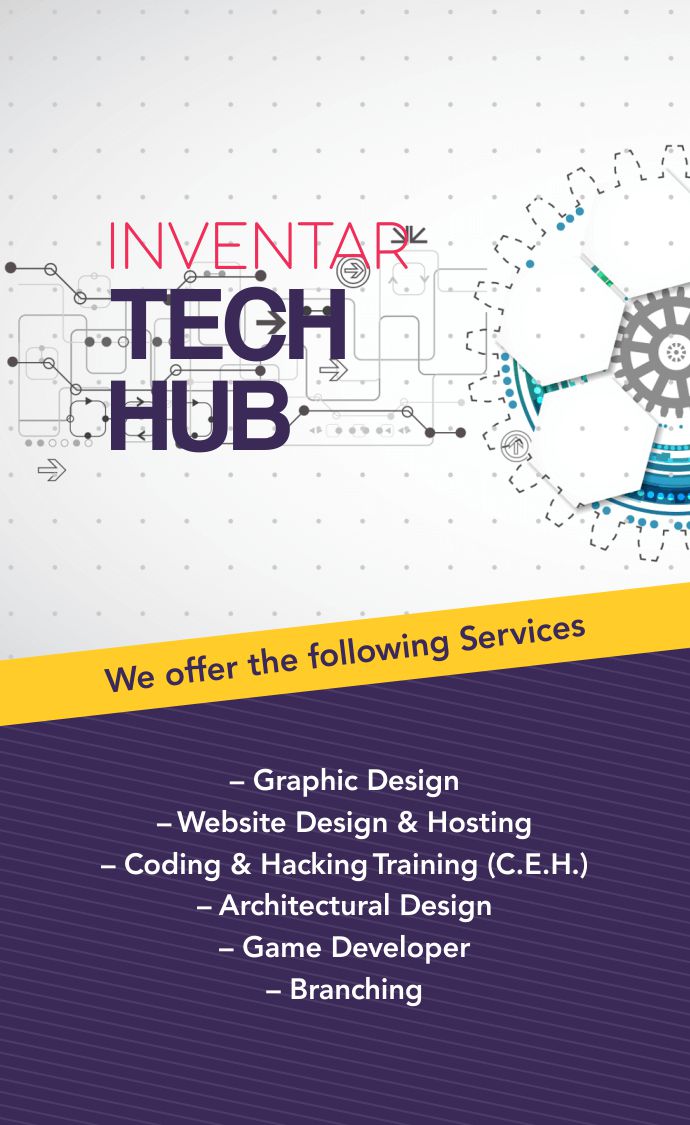 INVENTAR
TECH
HUB
We offer the following Services
– Graphic Design
– Website Design & Hosting
– Coding & Hacking Training (C.E.H.)
– Architectural Design
– Game Developer
– Branching